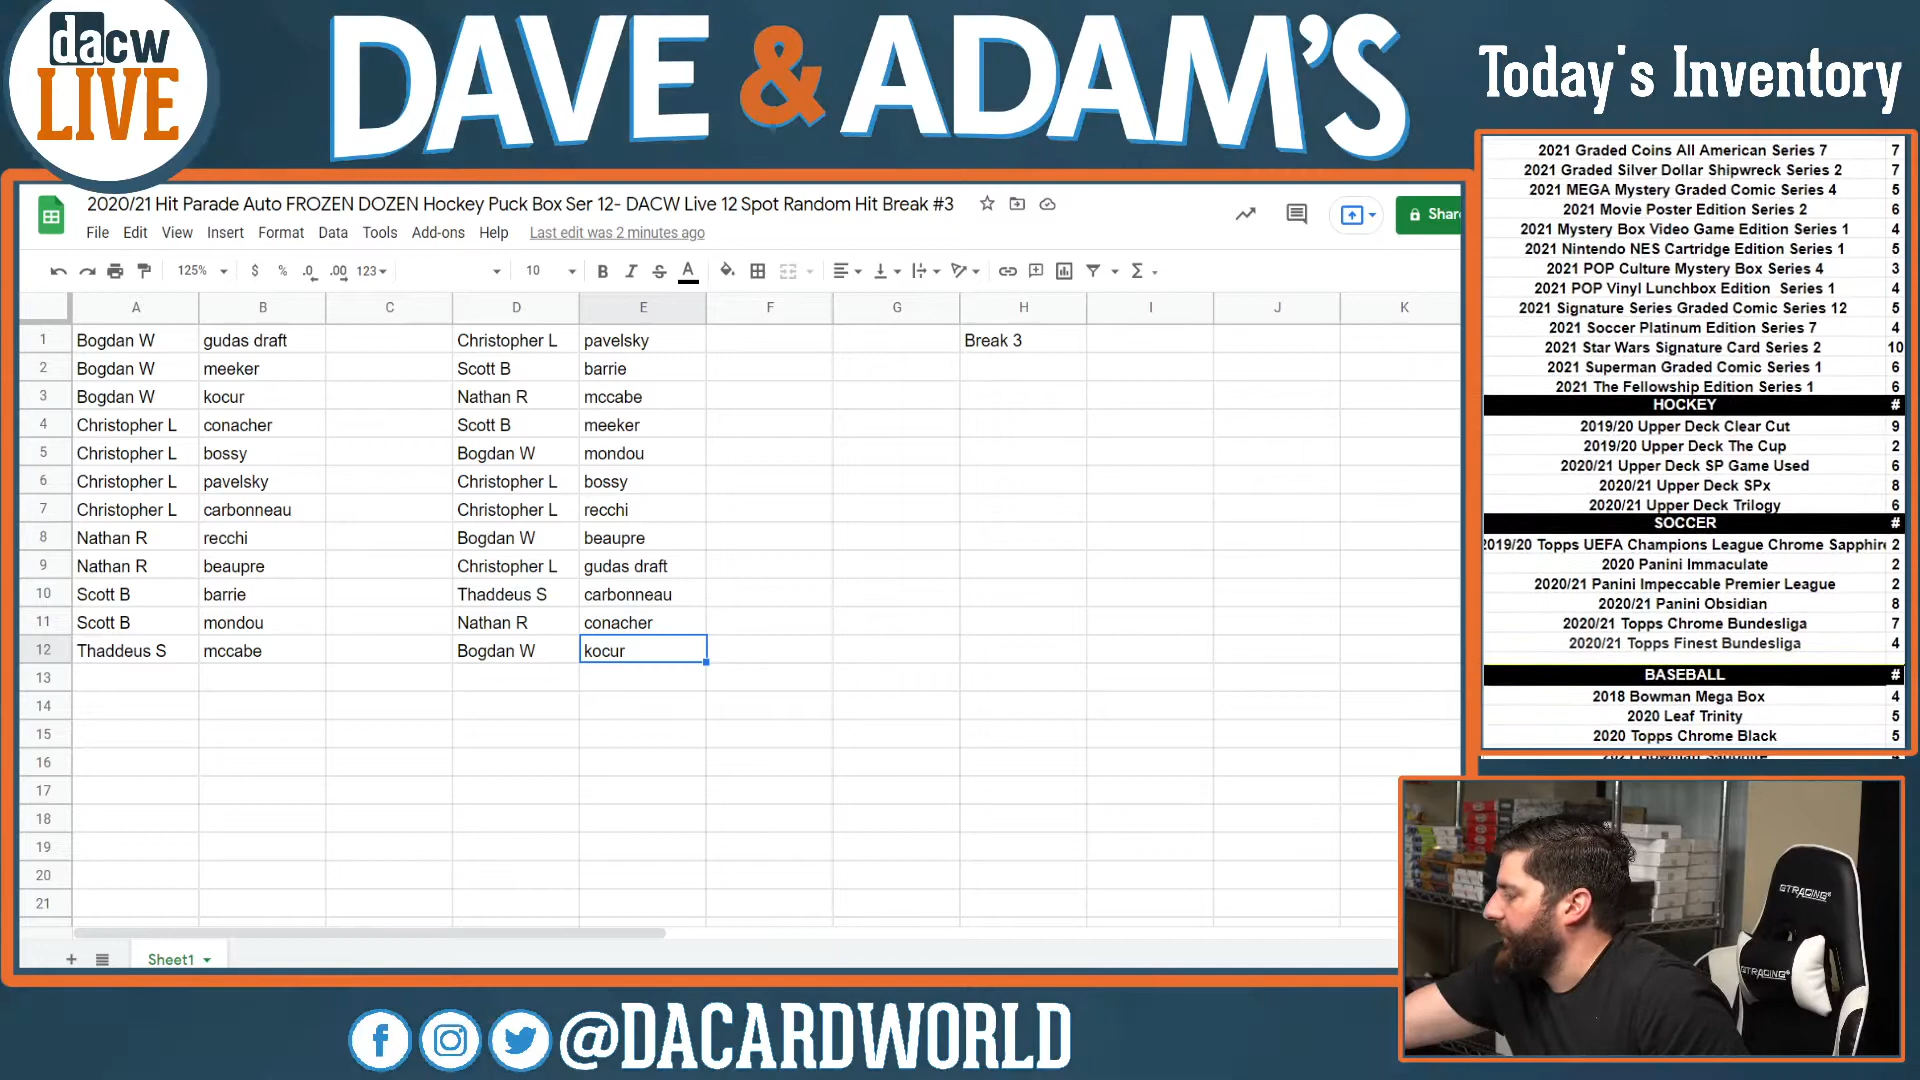 dacw
LIVE
DAVE & ADAM'S
Today's Inventory
2020/21 Hit Parade Auto FROZEN DOZEN Hockey Puck Box Ser 12- DACW Live 12 Spot Random Hit Break #3
File Edit View Insert Format Data Tools Add-ons Help Last edit was 2 minutes ago
Shar
125% $ % .0 .00 123 10 B I S A
A B C D E F G H I J K
1 Bogdan W gudas draft Christopher L pavelsky Break 3
2 Bogdan W meeker Scott B barrie
3 Bogdan W kocur Nathan R mccabe
4 Christopher L conacher Scott B meeker
5 Christopher L bossy Bogdan W mondou
6 Christopher L pavelsky Christopher L bossy
7 Christopher L carbonneau Christopher L recchi
8 Nathan R recchi Bogdan W beaupre
9 Nathan R beaupre Christopher L gudas draft
10 Scott B barrie Thaddeus S carbonneau
11 Scott B mondou Nathan R conacher
12 Thaddeus S mccabe Bogdan W kocur
13
14
15
16
17
18
19
20
21
Sheet1
2021 Graded Coins All American Series 7 7
2021 Graded Silver Dollar Shipwreck Series 2 7
2021 MEGA Mystery Graded Comic Series 4 5
2021 Movie Poster Edition Series 2 6
2021 Mystery Box Video Game Edition Series 1 4
2021 Nintendo NES Cartridge Edition Series 1 5
2021 POP Culture Mystery Box Series 4 3
2021 POP Vinyl Lunchbox Edition Series 1 4
2021 Signature Series Graded Comic Series 12 5
2021 Soccer Platinum Edition Series 7 4
2021 Star Wars Signature Card Series 2 10
2021 Superman Graded Comic Series 1 6
2021 The Fellowship Edition Series 1 6
HOCKEY #
2019/20 Upper Deck Clear Cut 9
2019/20 Upper Deck The Cup 2
2020/21 Upper Deck SP Game Used 6
2020/21 Upper Deck SPx 8
2020/21 Upper Deck Trilogy 6
SOCCER #
2019/20 Topps UEFA Champions League Chrome Sapphire 2
2020 Panini Immaculate 2
2020/21 Panini Impeccable Premier League 2
2020/21 Panini Obsidian 8
2020/21 Topps Chrome Bundesliga 7
2020/21 Topps Finest Bundesliga 4
BASEBALL #
2018 Bowman Mega Box 4
2020 Leaf Trinity 5
2020 Topps Chrome Black 5
GTRACING
GTRACING
@DACARDWORLD